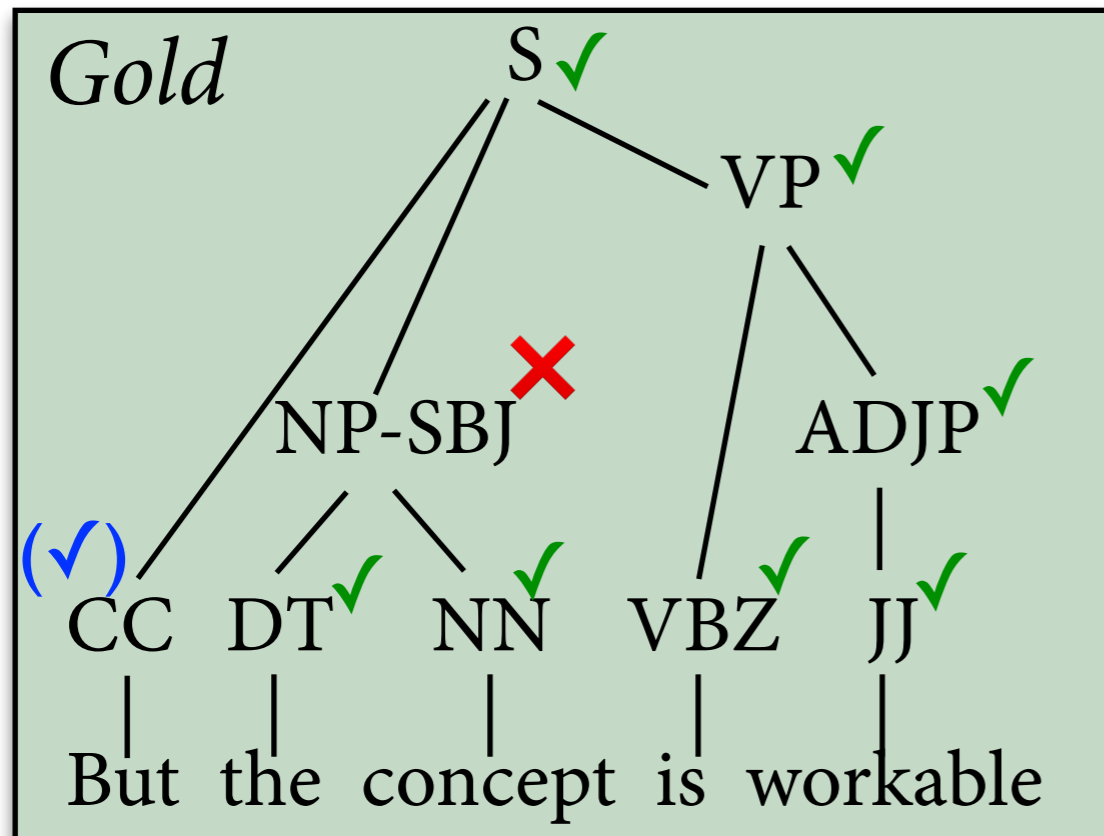 Gold
S ✓
VP ✓
NP-SBJ ✗ ADJP ✓
(✓)
CC DT ✓ NN ✓ VBZ ✓ JJ ✓
But the concept is workable